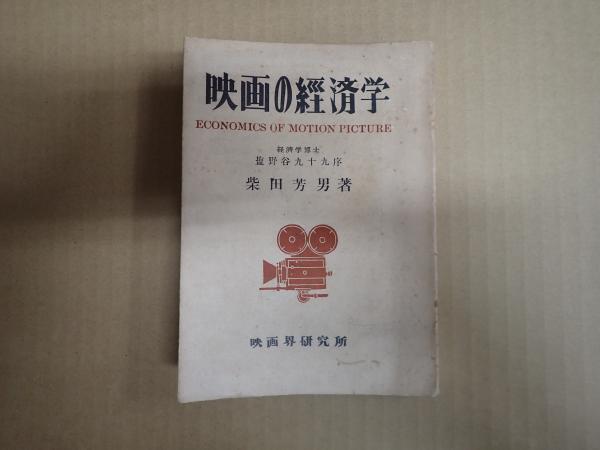 映画の經済学
ECONOMICS OF MOTION PICTURE
経済学博士
塩野谷九十九序
柴田芳男著
映画界研究所